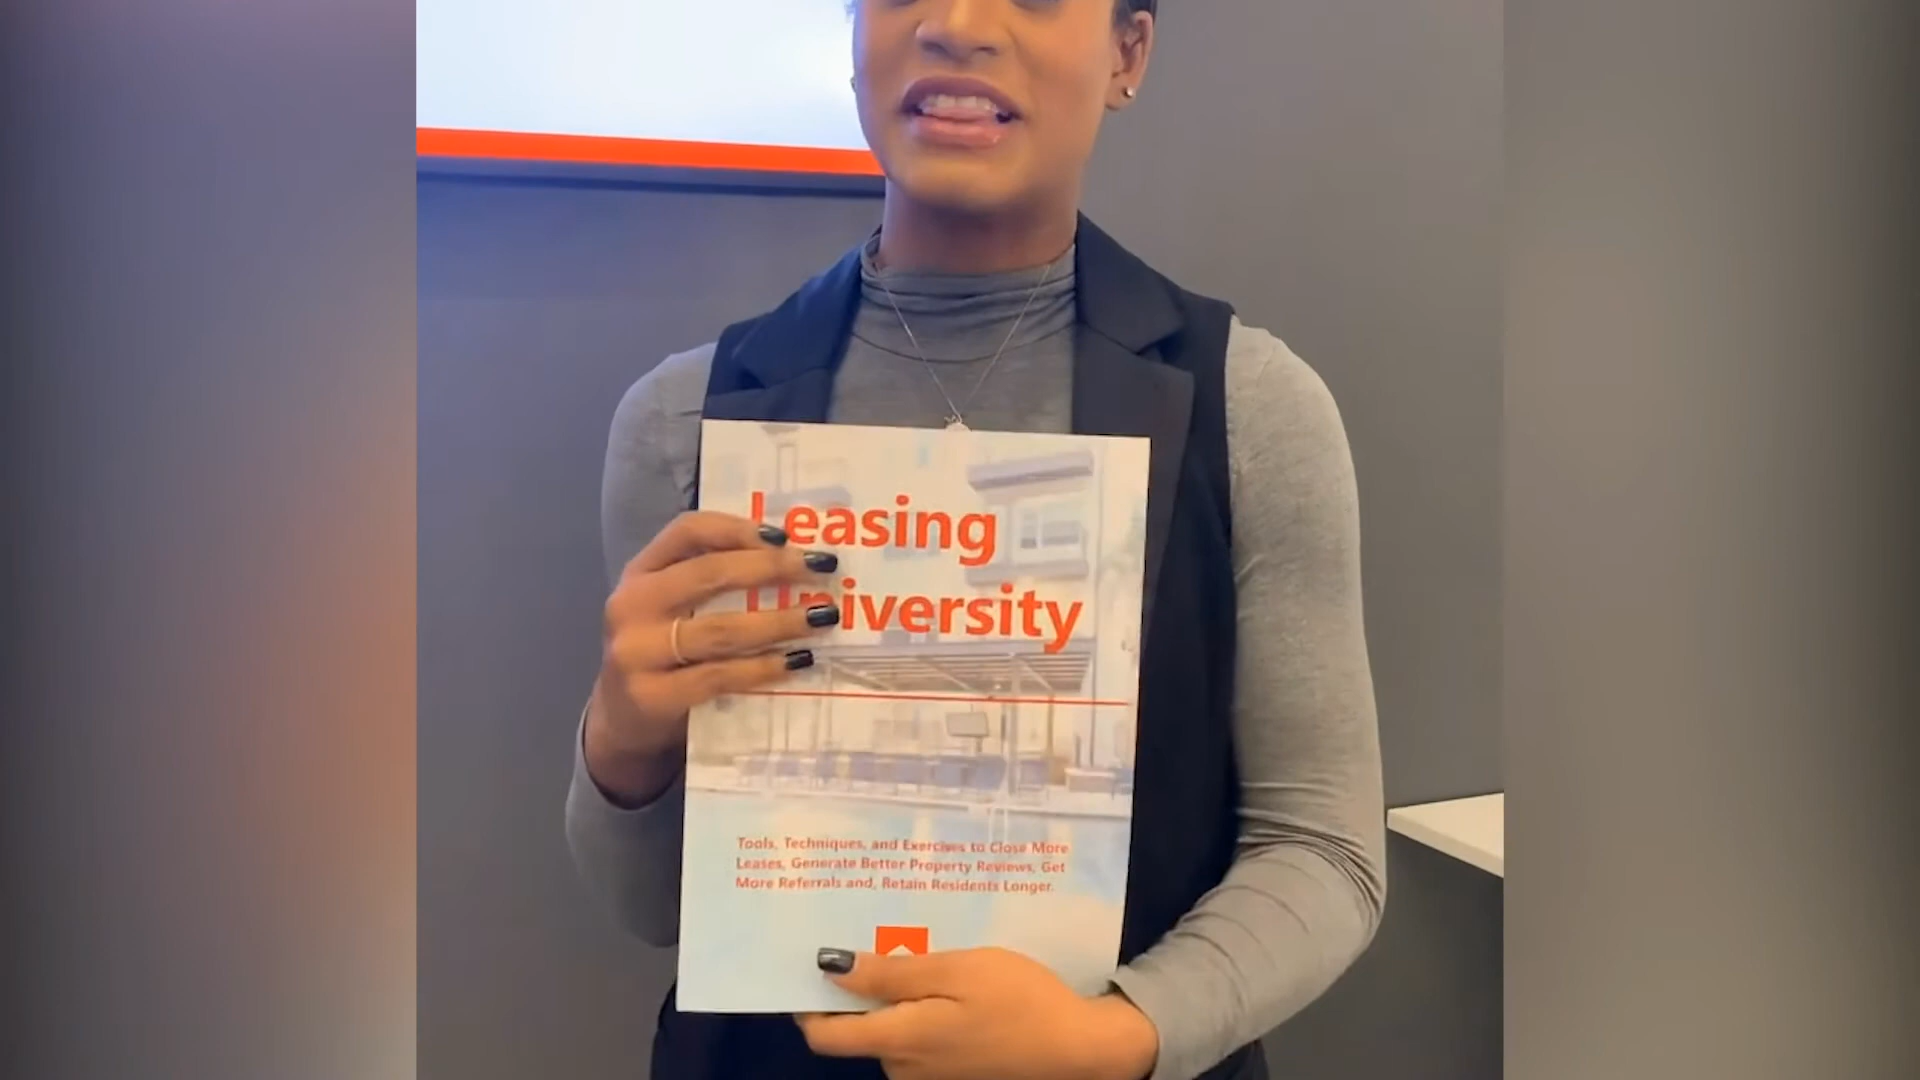 Leasing
University
Tools, Techniques, and Exercises to Close More
Leases, Generate Better Property Reviews, Get
More Referrals and, Retain Residents Longer.